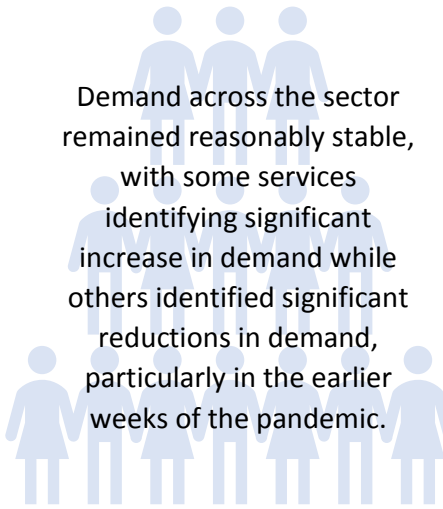 Demand across the sector
remained reasonably stable,
with some services
identifying significant
increase in demand while
others identified significant
reductions in demand,
particularly in the earlier
weeks of the pandemic.